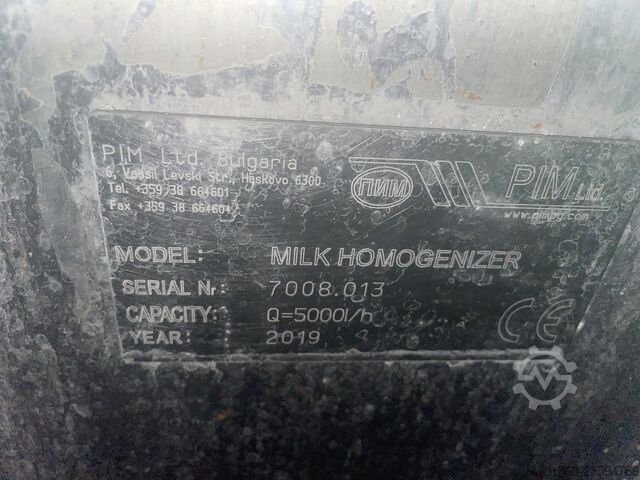 PIM Ltd. Bulgaria
6, Vassil Levski Str., Haskovo 6300
Tel. +359 38 664601
Fax +359 38 664604
ПИМ
PIM Ltd.
www.pimbg.com
MODEL: MILK HOMOGENIZER
SERIAL Nr: 7008.013
CAPACITY: Q=5000l/h
YEAR: 2019
CE